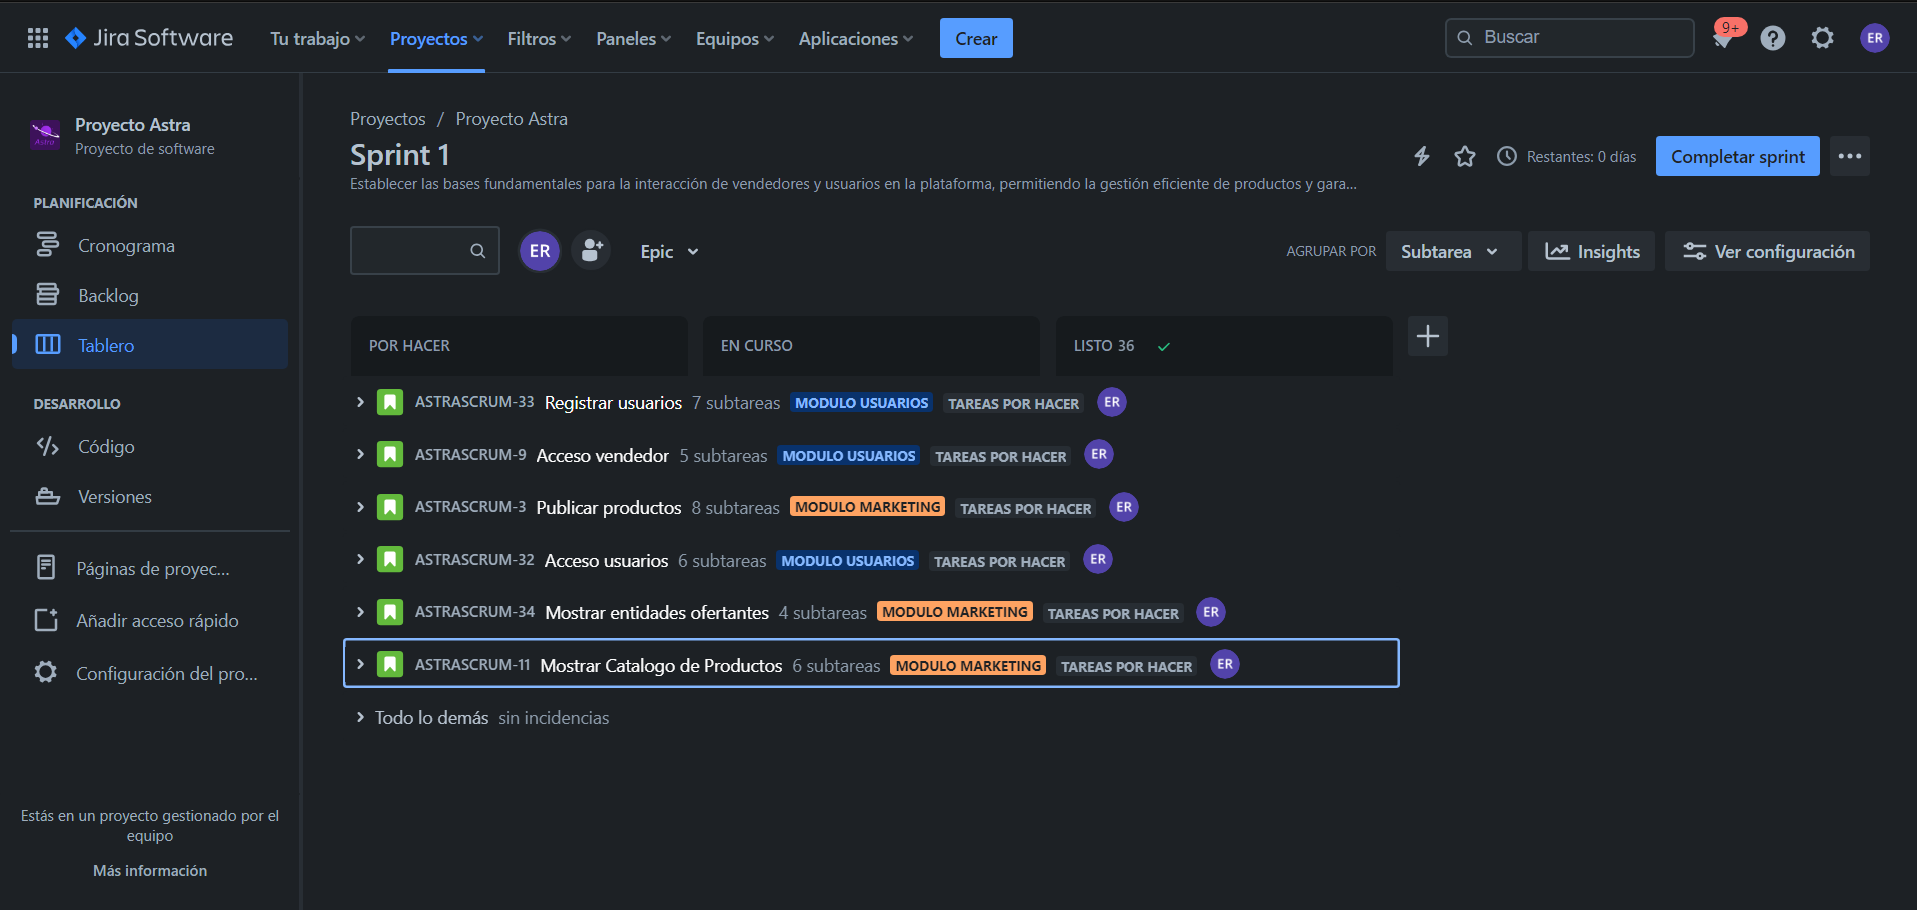 Jira Software Tu trabajo Proyectos Filtros Paneles Equipos Aplicaciones Crear Buscar 9+ ER
Proyecto Astra
Proyecto de software
PLANIFICACIÓN
Cronograma
Backlog
Tablero
DESARROLLO
Código
Versiones
Páginas de proyec...
Añadir acceso rápido
Configuración del pro...
Estás en un proyecto gestionado por el
equipo
Más información
Proyectos / Proyecto Astra
Sprint 1
Restantes: 0 días Completar sprint
Establecer las bases fundamentales para la interacción de vendedores y usuarios en la plataforma, permitiendo la gestión eficiente de productos y gara...
ER Epic AGRUPAR POR Subtarea Insights Ver configuración
POR HACER EN CURSO LISTO 36
ASTRASCRUM-33 Registrar usuarios 7 subtareas MODULO USUARIOS TAREAS POR HACER ER
ASTRASCRUM-9 Acceso vendedor 5 subtareas MODULO USUARIOS TAREAS POR HACER ER
ASTRASCRUM-3 Publicar productos 8 subtareas MODULO MARKETING TAREAS POR HACER ER
ASTRASCRUM-32 Acceso usuarios 6 subtareas MODULO USUARIOS TAREAS POR HACER ER
ASTRASCRUM-34 Mostrar entidades ofertantes 4 subtareas MODULO MARKETING TAREAS POR HACER ER
ASTRASCRUM-11 Mostrar Catalogo de Productos 6 subtareas MODULO MARKETING TAREAS POR HACER ER
Todo lo demás sin incidencias